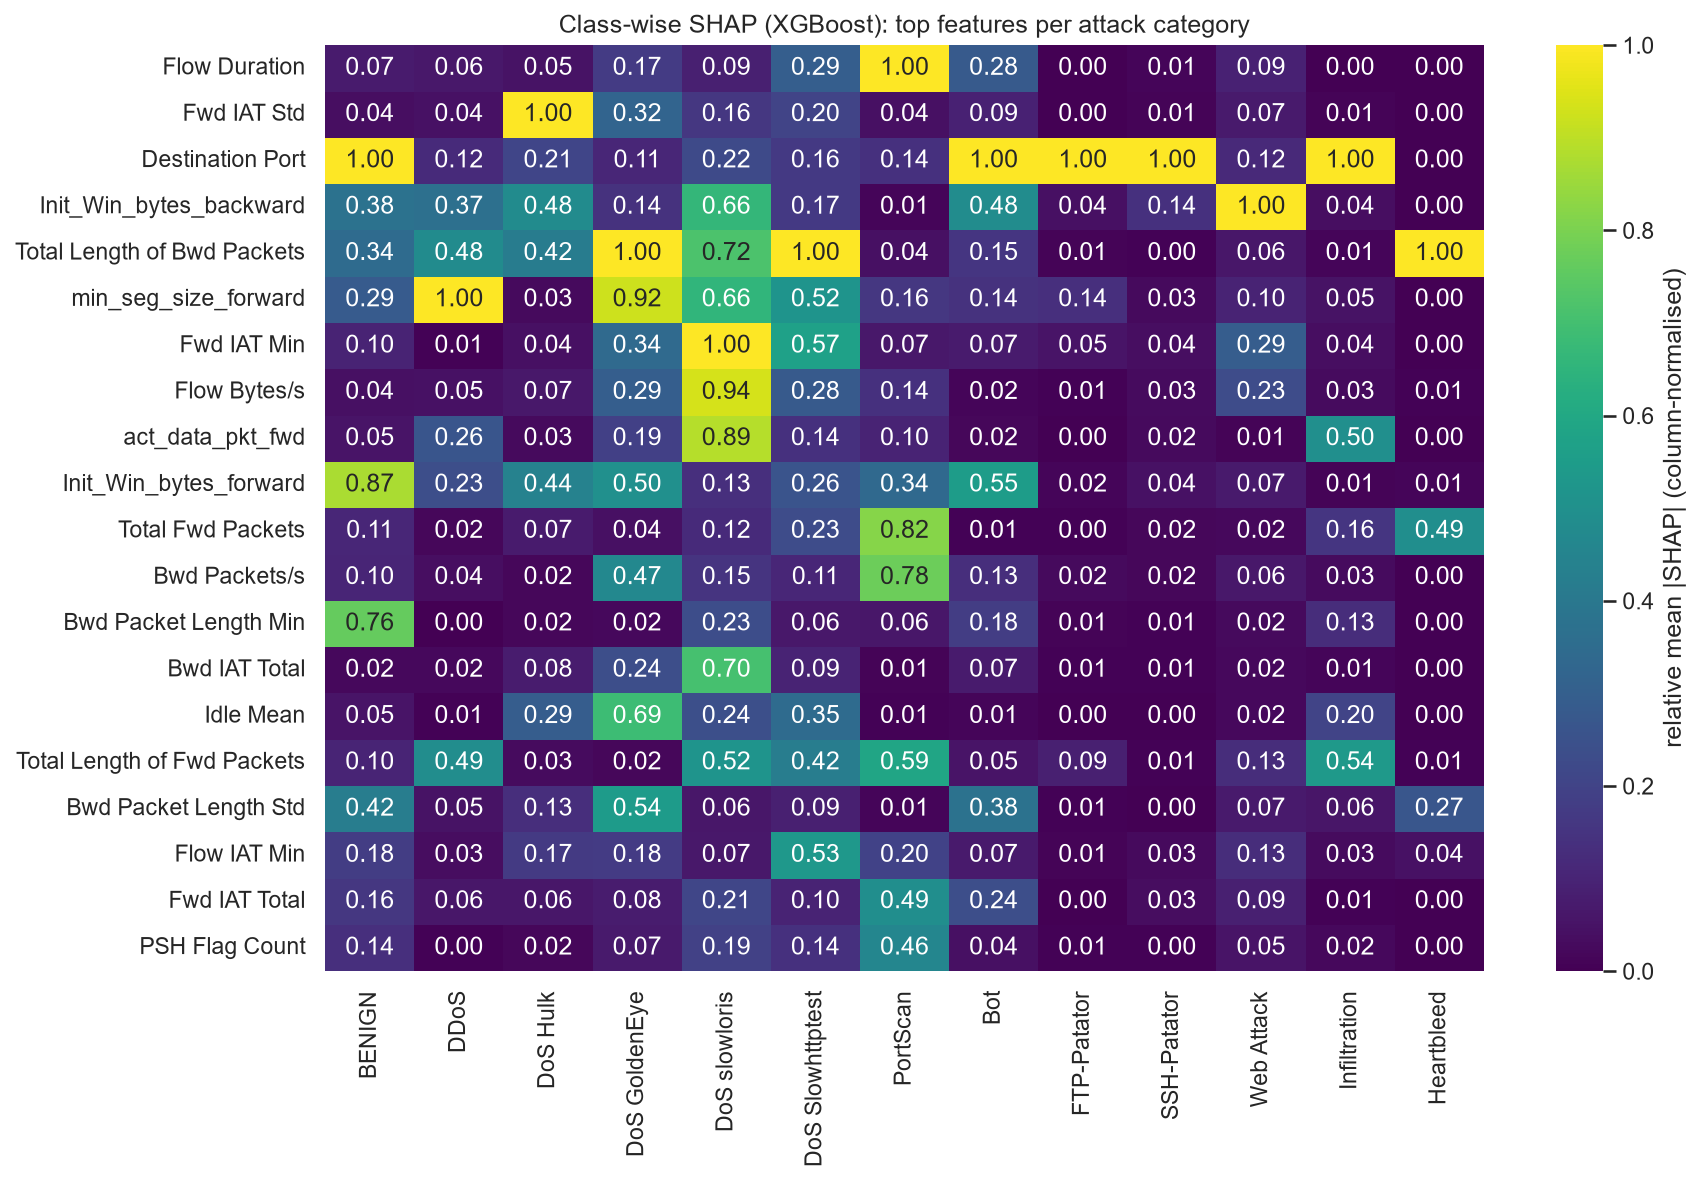 Class-wise SHAP (XGBoost): top features per attack category
Flow Duration 0.07 0.06 0.05 0.17 0.09 0.29 1.00 0.28 0.00 0.01 0.09 0.00 0.00
Fwd IAT Std 0.04 0.04 1.00 0.32 0.16 0.20 0.04 0.09 0.00 0.01 0.07 0.01 0.00
Destination Port 1.00 0.12 0.21 0.11 0.22 0.16 0.14 1.00 1.00 1.00 0.12 1.00 0.00
Init_Win_bytes_backward 0.38 0.37 0.48 0.14 0.66 0.17 0.01 0.48 0.04 0.14 1.00 0.04 0.00
Total Length of Bwd Packets 0.34 0.48 0.42 1.00 0.72 1.00 0.04 0.15 0.01 0.00 0.06 0.01 1.00
min_seg_size_forward 0.29 1.00 0.03 0.92 0.66 0.52 0.16 0.14 0.14 0.03 0.10 0.05 0.00
Fwd IAT Min 0.10 0.01 0.04 0.34 1.00 0.57 0.07 0.07 0.05 0.04 0.29 0.04 0.00
Flow Bytes/s 0.04 0.05 0.07 0.29 0.94 0.28 0.14 0.02 0.01 0.03 0.23 0.03 0.01
act_data_pkt_fwd 0.05 0.26 0.03 0.19 0.89 0.14 0.10 0.02 0.00 0.02 0.01 0.50 0.00
Init_Win_bytes_forward 0.87 0.23 0.44 0.50 0.13 0.26 0.34 0.55 0.02 0.04 0.07 0.01 0.01
Total Fwd Packets 0.11 0.02 0.07 0.04 0.12 0.23 0.82 0.01 0.00 0.02 0.02 0.16 0.49
Bwd Packets/s 0.10 0.04 0.02 0.47 0.15 0.11 0.78 0.13 0.02 0.02 0.06 0.03 0.00
Bwd Packet Length Min 0.76 0.00 0.02 0.02 0.23 0.06 0.06 0.18 0.01 0.01 0.02 0.13 0.00
Bwd IAT Total 0.02 0.02 0.08 0.24 0.70 0.09 0.01 0.07 0.01 0.01 0.02 0.01 0.00
Idle Mean 0.05 0.01 0.29 0.69 0.24 0.35 0.01 0.01 0.00 0.00 0.02 0.20 0.00
Total Length of Fwd Packets 0.10 0.49 0.03 0.02 0.52 0.42 0.59 0.05 0.09 0.01 0.13 0.54 0.01
Bwd Packet Length Std 0.42 0.05 0.13 0.54 0.06 0.09 0.01 0.38 0.01 0.00 0.07 0.06 0.27
Flow IAT Min 0.18 0.03 0.17 0.18 0.07 0.53 0.20 0.07 0.01 0.03 0.13 0.03 0.04
Fwd IAT Total 0.16 0.06 0.06 0.08 0.21 0.10 0.49 0.24 0.00 0.03 0.09 0.01 0.00
PSH Flag Count 0.14 0.00 0.02 0.07 0.19 0.14 0.46 0.04 0.01 0.00 0.05 0.02 0.00
BENIGN
DDoS
DoS Hulk
DoS GoldenEye
DoS slowloris
DoS Slowhttptest
PortScan
Bot
FTP-Patator
SSH-Patator
Web Attack
Infiltration
Heartbleed
1.0
0.8
0.6
0.4
0.2
0.0
relative mean |SHAP| (column-normalised)